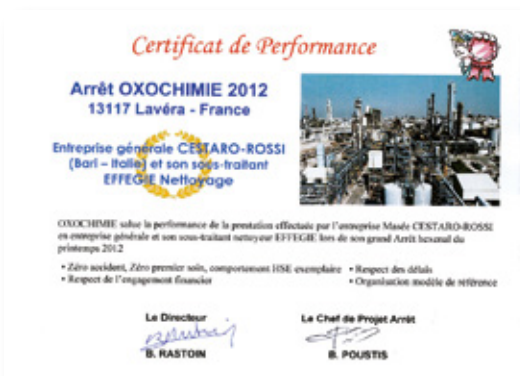 Certificat de Performance
Arrêt OXOCHIMIE 2012
13117 Lavéra - France
Entreprise générale CESTARO-ROSSI
(Bari – Italie) et son sous-traitant
EFFEGIE Nettoyage
OXOCHIMIE salue la performance de la prestation effectuée par l'entreprise Masée CESTARO-ROSSI
en entreprise générale et son sous-traitant nettoyeur EFFEGIE lors de son grand Arrêt hexenal du
printemps 2012
• Zéro accident, Zéro premier soin, comportement HSE exemplaire
• Respect de l'engagement financier
• Respect des délais
• Organisation modèle de référence
Le Directeur
B. RASTOIN
Le Chef de Projet Arrêt
B. POUSTIS